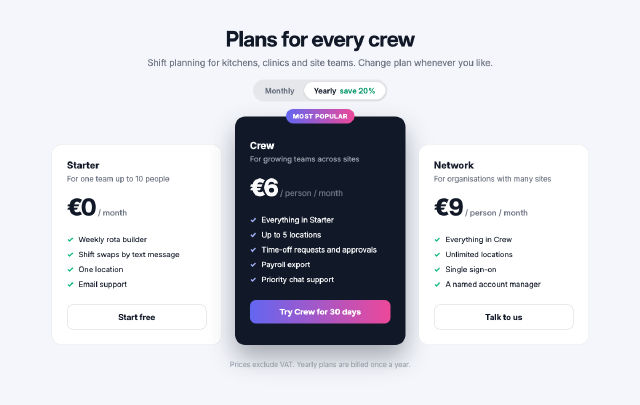 Plans for every crew
Shift planning for kitchens, clinics and site teams. Change plan whenever you like.
Monthly
Yearly save 20%
Starter
For one team up to 10 people
€0 / month
✓ Weekly rota builder
✓ Shift swaps by text message
✓ One location
✓ Email support
Start free
MOST POPULAR
Crew
For growing teams across sites
€6 / person / month
✓ Everything in Starter
✓ Up to 5 locations
✓ Time-off requests and approvals
✓ Payroll export
✓ Priority chat support
Try Crew for 30 days
Network
For organisations with many sites
€9 / person / month
✓ Everything in Crew
✓ Unlimited locations
✓ Single sign-on
✓ A named account manager
Talk to us
Prices exclude VAT. Yearly plans are billed once a year.